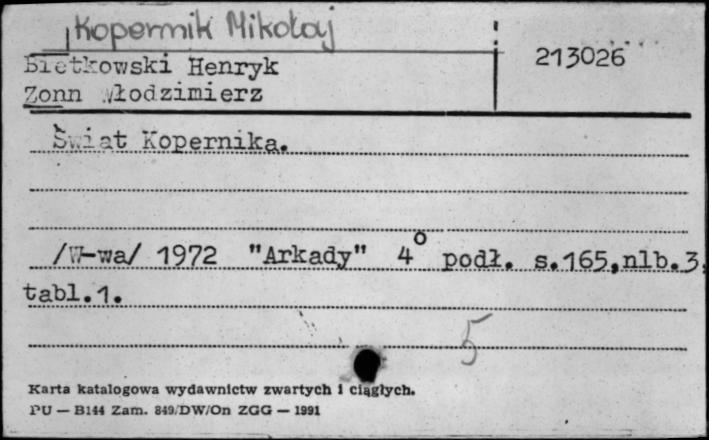 Kopernik Mikołaj
213026
Bietkowski Henryk
Zonn Włodzimierz
Świat Kopernika.
/W-wa/ 1972 "Arkady" 4° podł. s.165,nlb.3,
tabl.1.
5
Karta katalogowa wydawnictw zwartych i ciągłych.
PU — B144 Zam. 849/DW/On ZGG — 1991